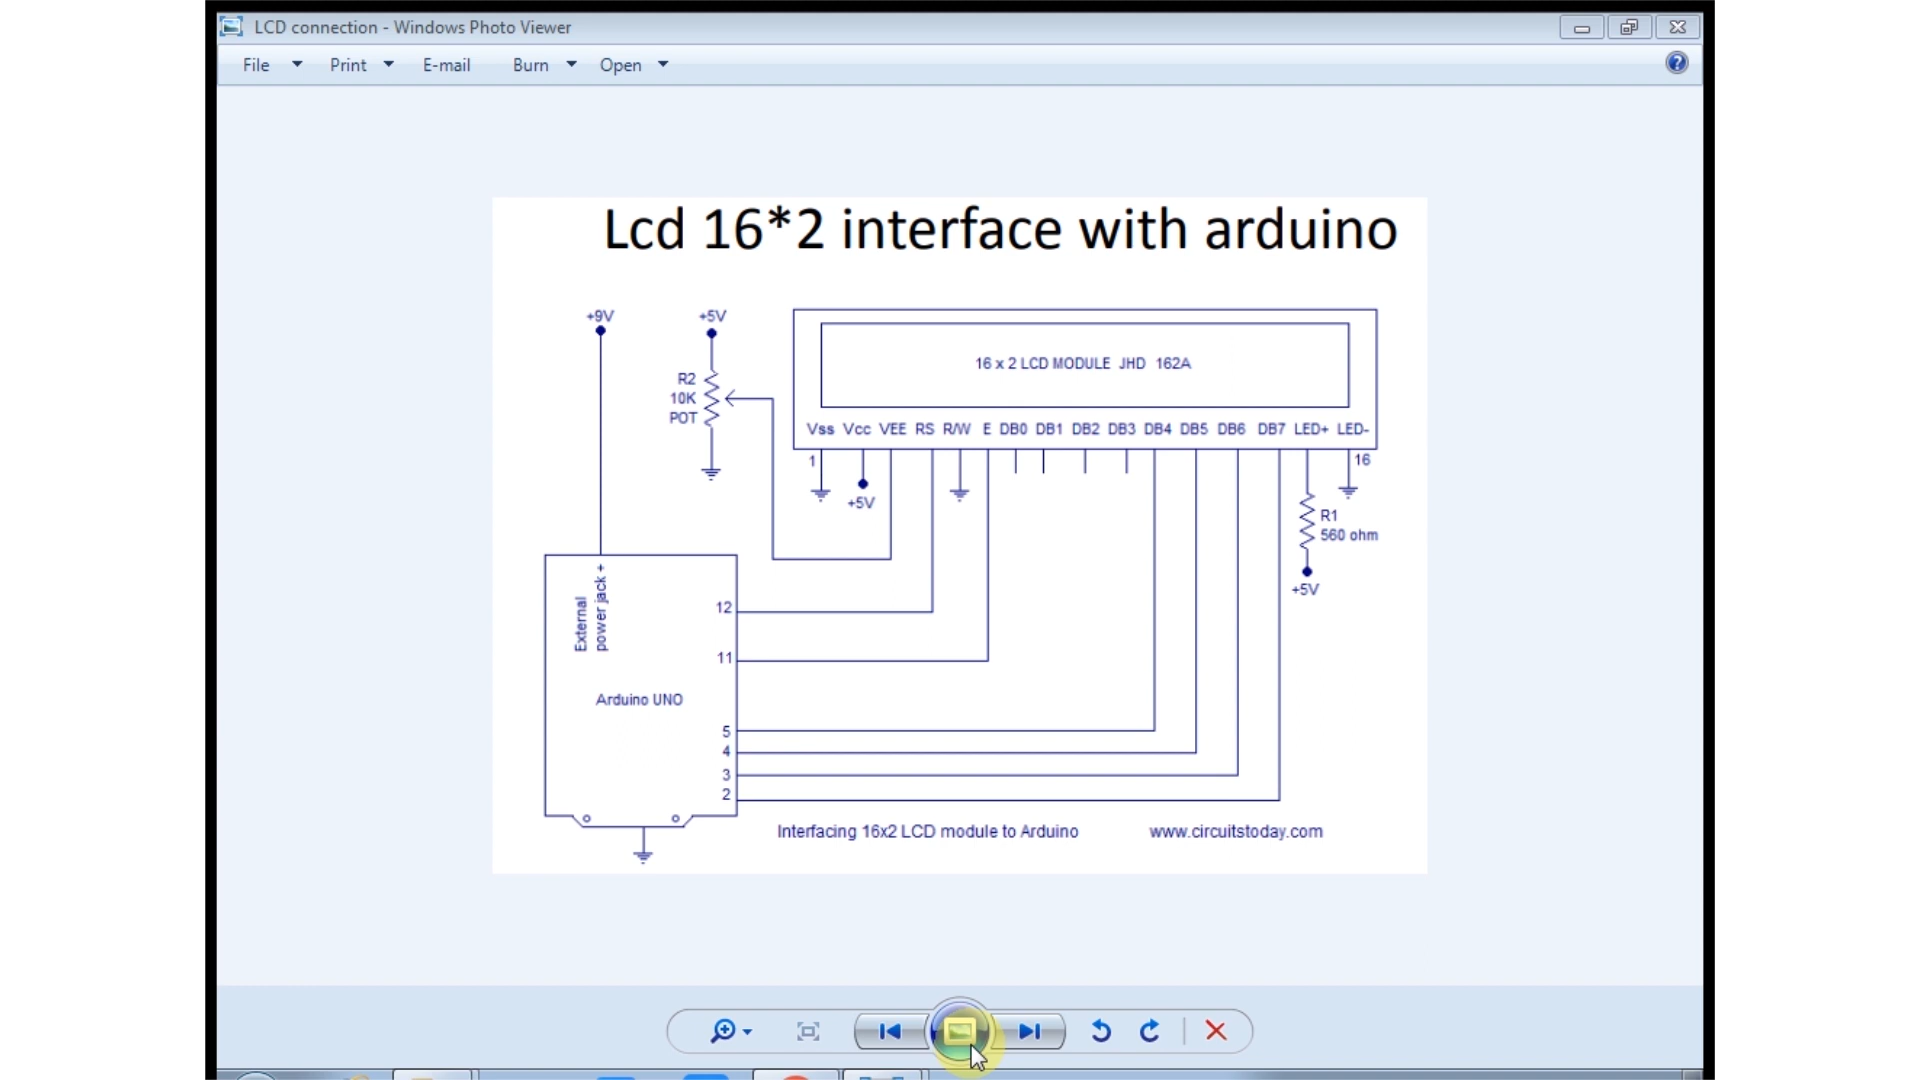 LCD connection - Windows Photo Viewer
File Print E-mail Burn Open
Lcd 16*2 interface with arduino
+9V +5V
16 x 2 LCD MODULE JHD 162A
R2
10K
POT
Vss Vcc VEE RS R/W E DB0 DB1 DB2 DB3 DB4 DB5 DB6 DB7 LED+ LED-
1 16
+5V
R1
560 ohm
+5V
External
power jack +
12
11
Arduino UNO
5
4
3
2
Interfacing 16x2 LCD module to Arduino www.circuitstoday.com